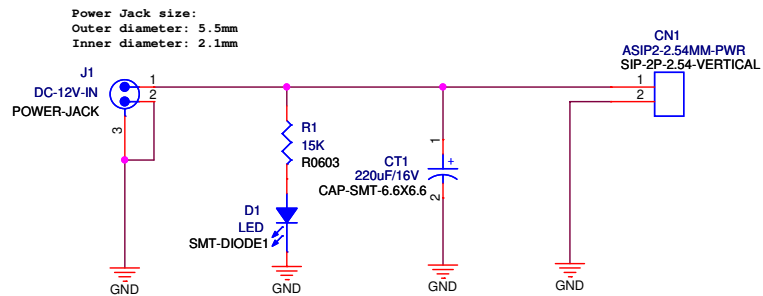 Power Jack size:
Outer diameter: 5.5mm
Inner diameter: 2.1mm
J1
DC-12V-IN
POWER-JACK
1
2
3
GND
R1
15K
R0603
D1
LED
SMT-DIODE1
GND
1
+
CT1
220uF/16V
CAP-SMT-6.6X6.6
2
GND
CN1
ASIP2-2.54MM-PWR
SIP-2P-2.54-VERTICAL
1
2
GND